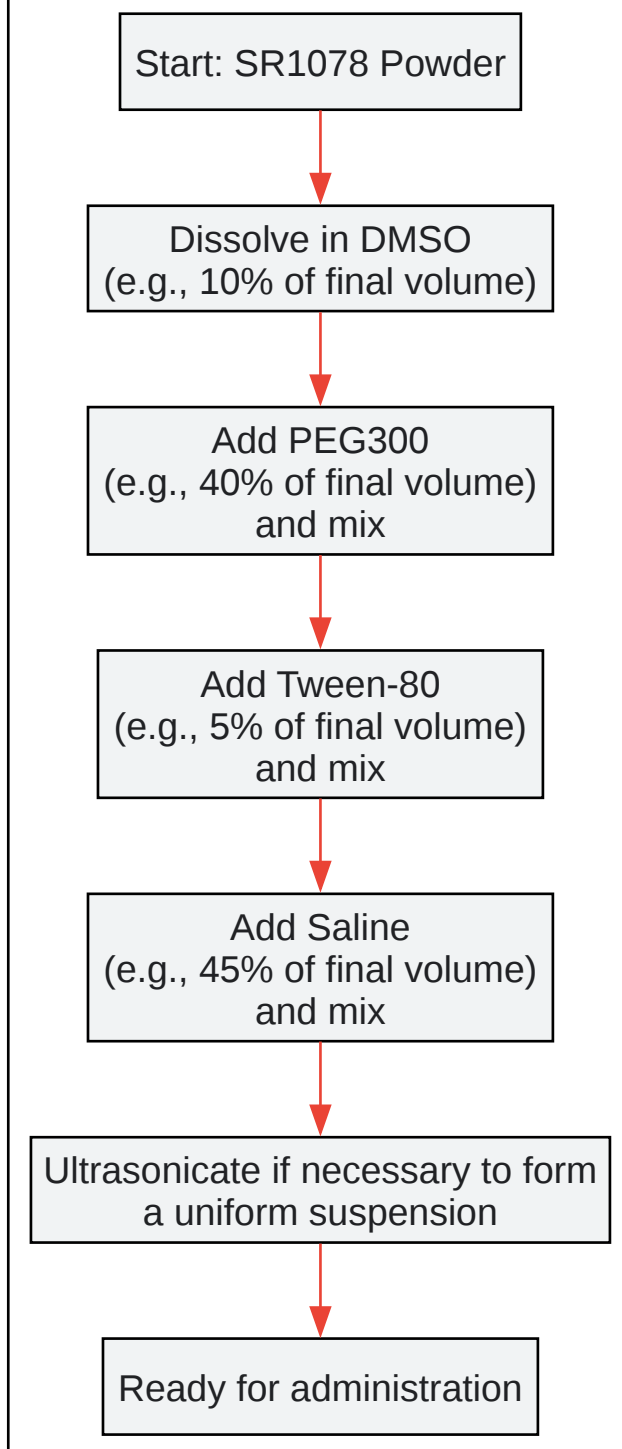 Start: SR1078 Powder
Dissolve in DMSO
(e.g., 10% of final volume)
Add PEG300
(e.g., 40% of final volume)
and mix
Add Tween-80
(e.g., 5% of final volume)
and mix
Add Saline
(e.g., 45% of final volume)
and mix
Ultrasonicate if necessary to form
a uniform suspension
Ready for administration